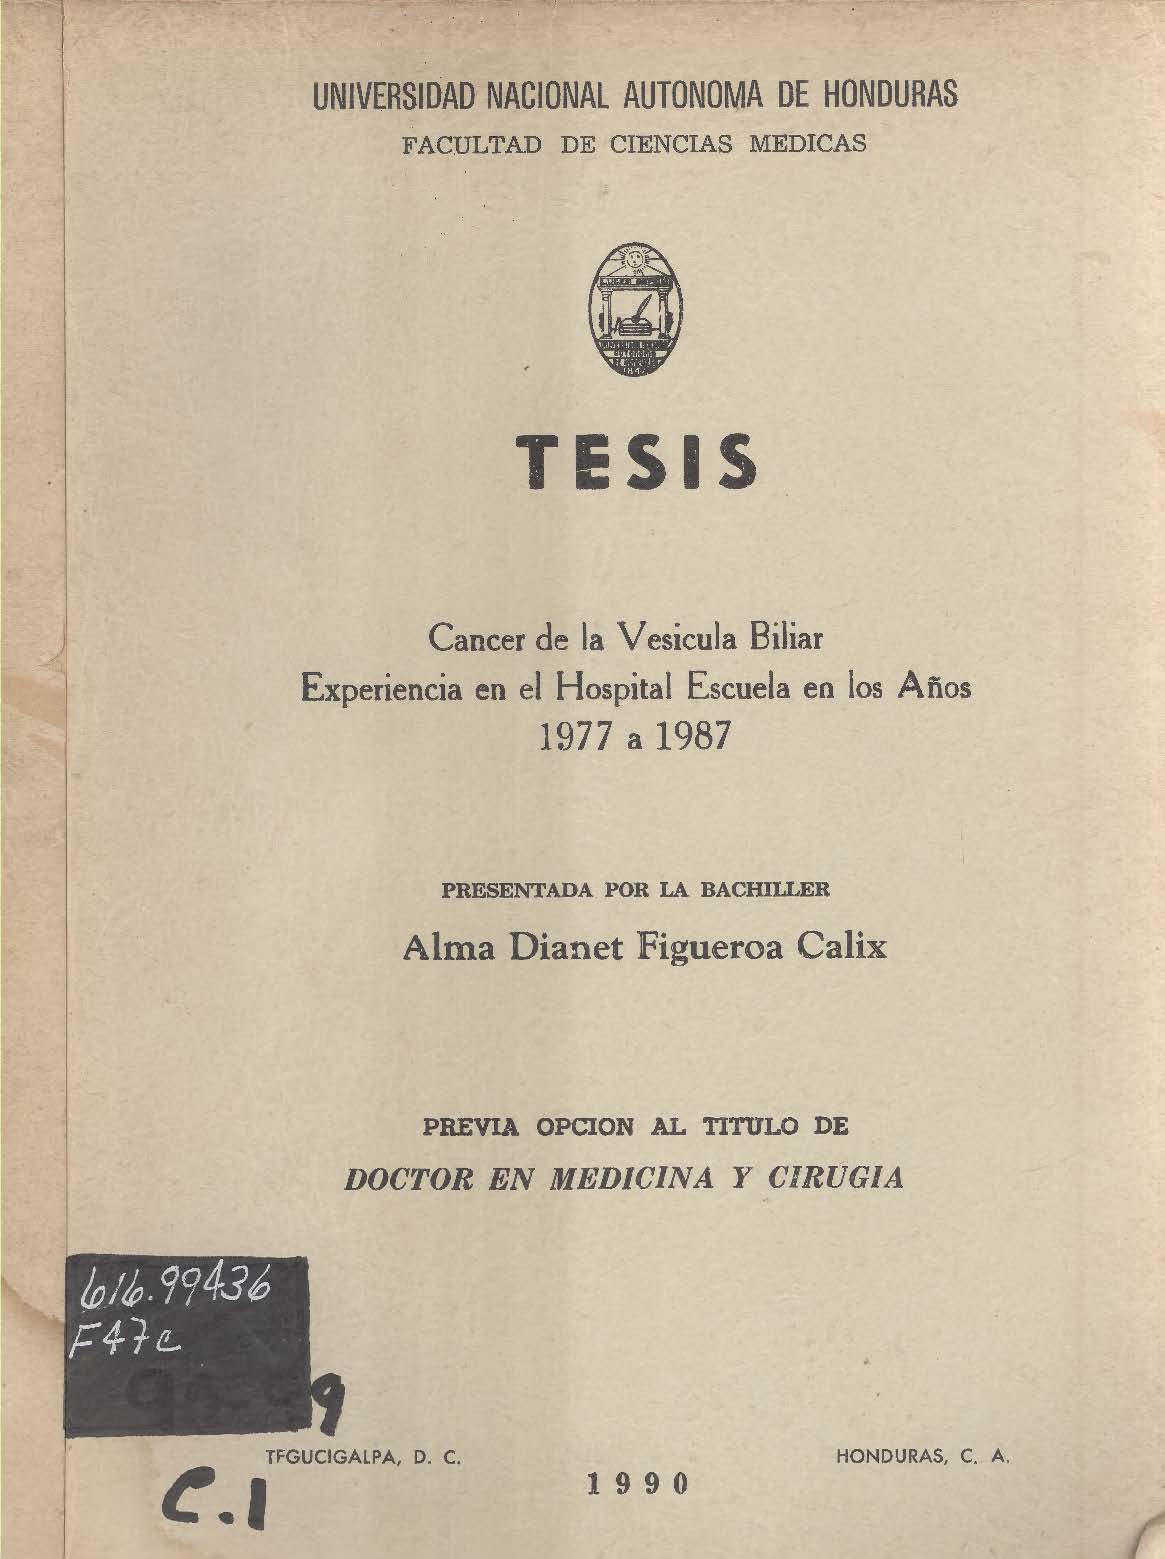 UNIVERSIDAD NACIONAL AUTONOMA DE HONDURAS
FACULTAD DE CIENCIAS MEDICAS
TESIS
Cancer de la Vesicula Biliar
Experiencia en el Hospital Escuela en los Años
1977 a 1987
PRESENTADA POR LA BACHILLER
Alma Dianet Figueroa Calix
PREVIA OPCION AL TITULO DE
DOCTOR EN MEDICINA Y CIRUGIA
616.99436
F47c
TEGUCIGALPA, D. C.
HONDURAS, C. A.
1990
C.1